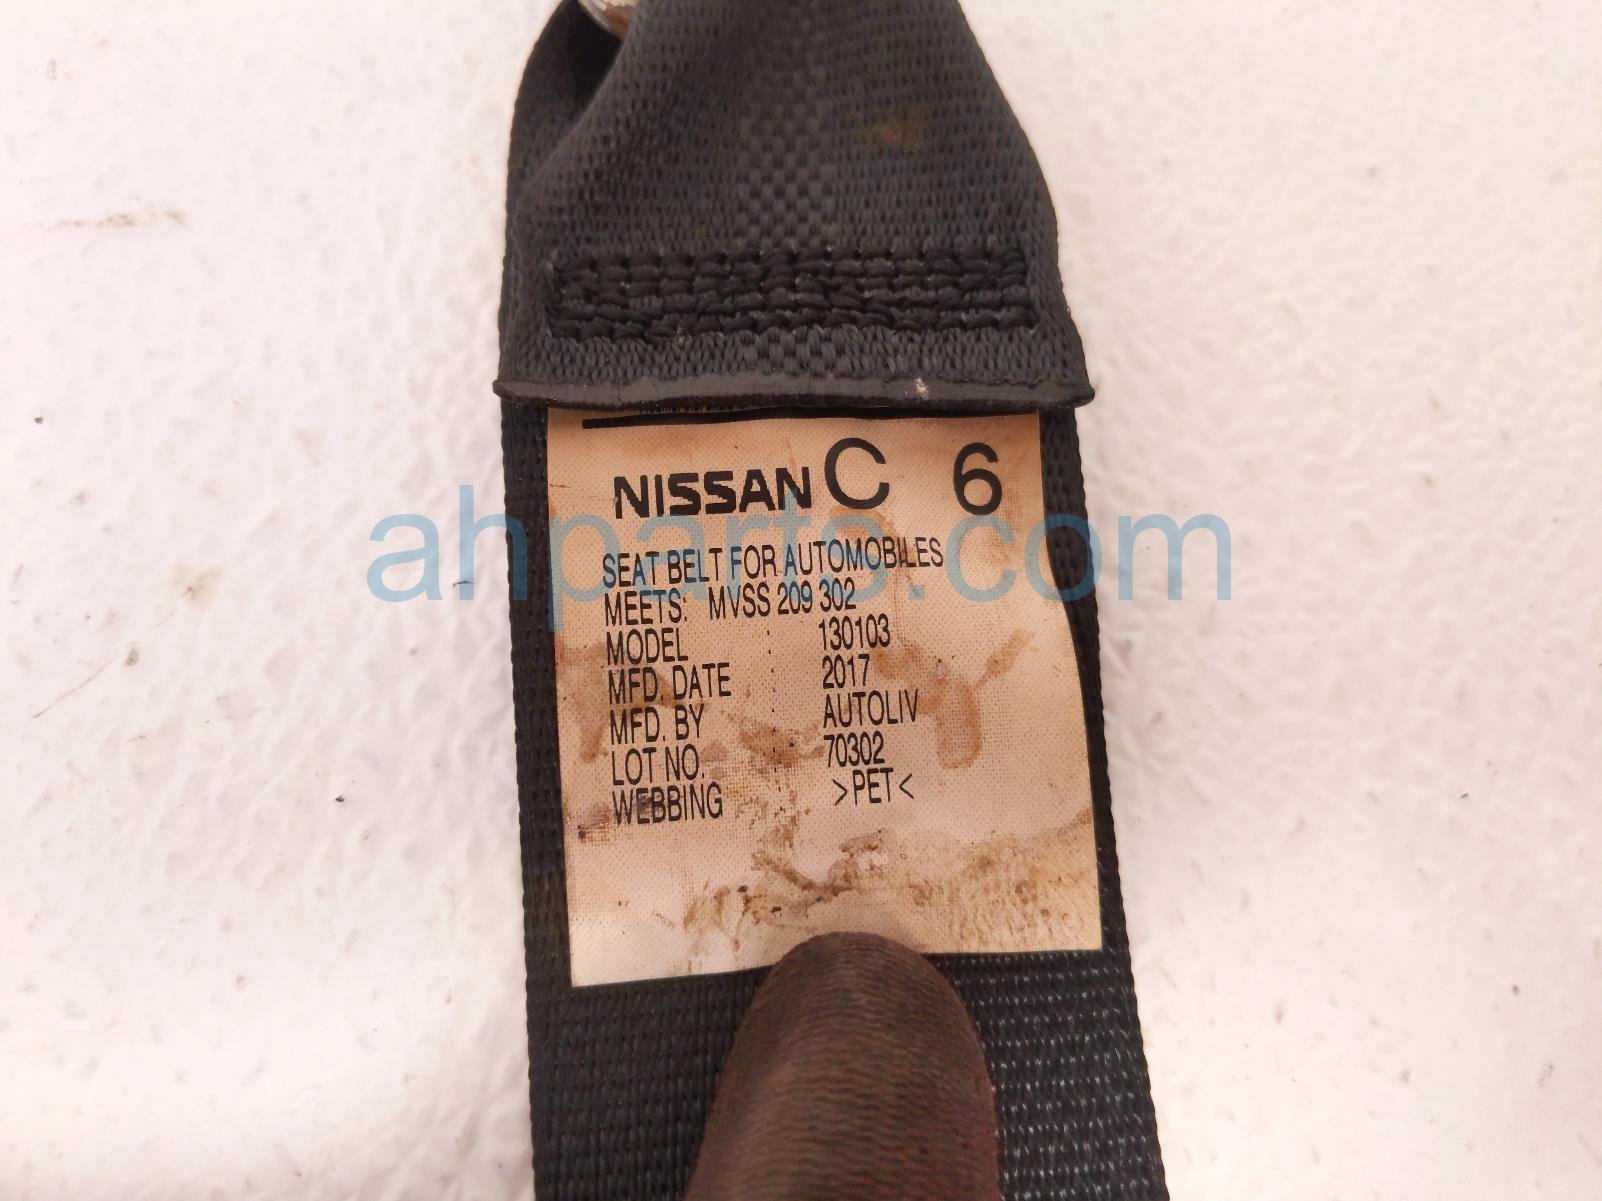 NISSAN C 6
SEAT BELT FOR AUTOMOBILES
MEETS: MVSS 209 302
MODEL : 130103
MFD. DATE : 2017
MFD. BY AUTOLIV
LOT NO. 70302
WEBBING >PET<
ahparts.com